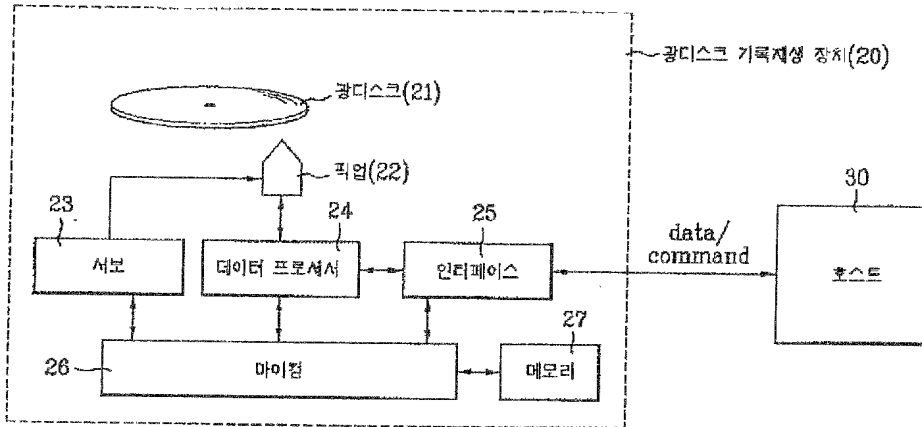 광디스크 기록재생 장치(20)
광디스크(21)
픽업(22)
30
23
24
25
data/
command
서보
데이터 프로세서
인터페이스
호스트
27
26
마이컴
메모리